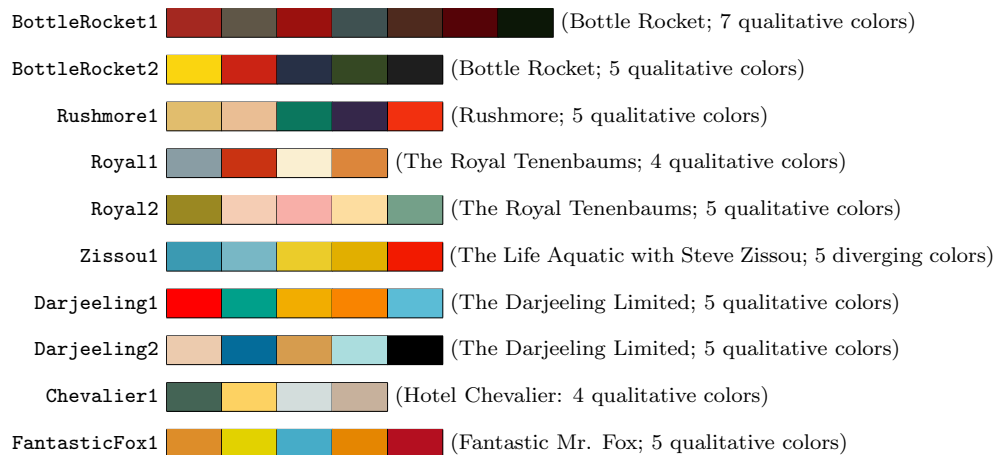 BottleRocket1 (Bottle Rocket; 7 qualitative colors)
BottleRocket2 (Bottle Rocket; 5 qualitative colors)
Rushmore1 (Rushmore; 5 qualitative colors)
Royal1 (The Royal Tenenbaums; 4 qualitative colors)
Royal2 (The Royal Tenenbaums; 5 qualitative colors)
Zissou1 (The Life Aquatic with Steve Zissou; 5 diverging colors)
Darjeeling1 (The Darjeeling Limited; 5 qualitative colors)
Darjeeling2 (The Darjeeling Limited; 5 qualitative colors)
Chevalier1 (Hotel Chevalier: 4 qualitative colors)
FantasticFox1 (Fantastic Mr. Fox; 5 qualitative colors)